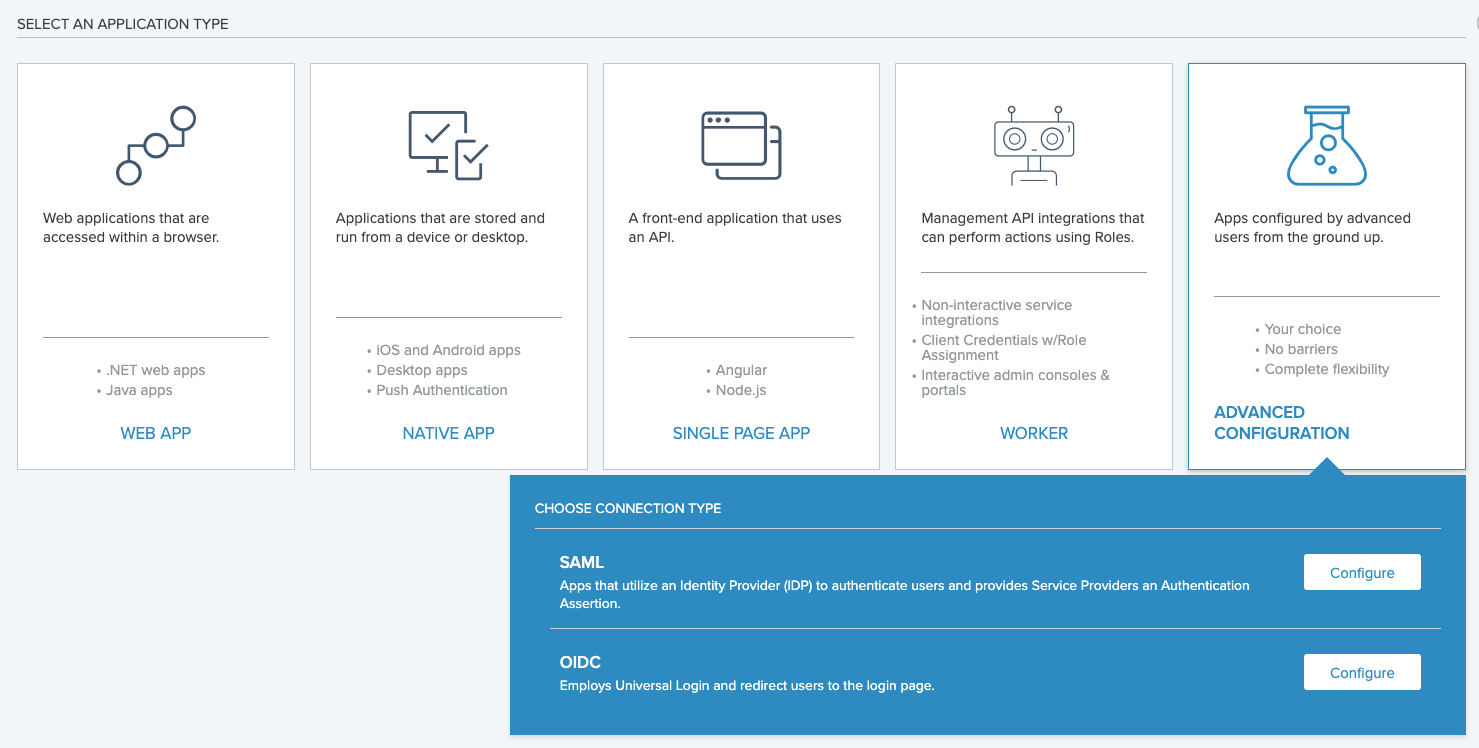 SELECT AN APPLICATION TYPE
Web applications that are
accessed within a browser.
• .NET web apps
• Java apps
WEB APP
Applications that are stored and
run from a device or desktop.
• iOS and Android apps
• Desktop apps
• Push Authentication
NATIVE APP
A front-end application that uses
an API.
• Angular
• Node.js
SINGLE PAGE APP
Management API integrations that
can perform actions using Roles.
• Non-interactive service
integrations
• Client Credentials w/Role
Assignment
• Interactive admin consoles &
portals
WORKER
Apps configured by advanced
users from the ground up.
• Your choice
• No barriers
• Complete flexibility
ADVANCED
CONFIGURATION
CHOOSE CONNECTION TYPE
SAML
Apps that utilize an Identity Provider (IDP) to authenticate users and provides Service Providers an Authentication
Assertion.
Configure
OIDC
Employs Universal Login and redirect users to the login page.
Configure